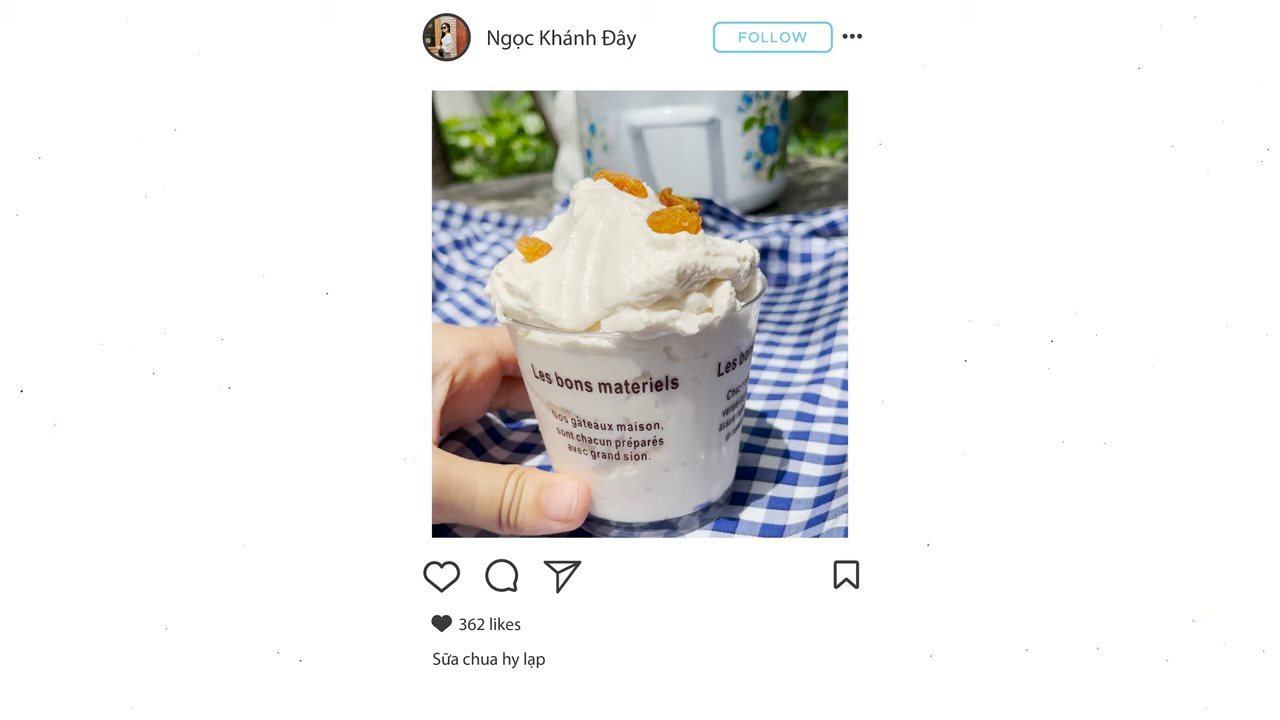 Ngọc Khánh Đây
FOLLOW
Les bons materiels
Nos gâteaux maison,
sont chacun préparés
avec grand sion.
Les bo
362 likes
Sữa chua hy lạp